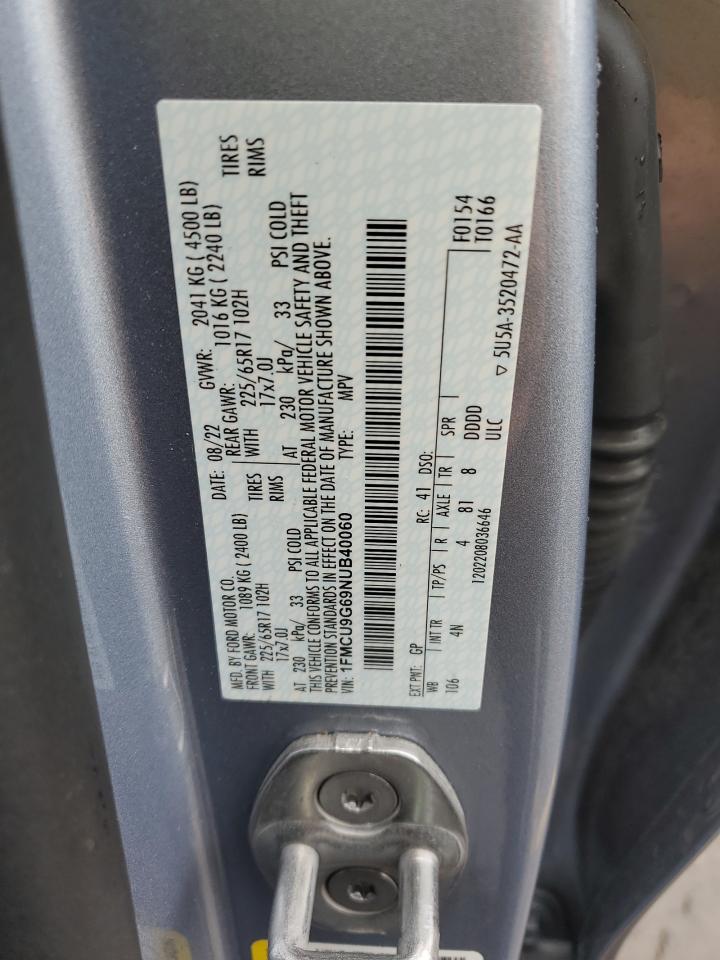 MFD. BY FORD MOTOR CO.
DATE: 08/22 GVWR: 2041 KG ( 4500 LB)
FRONT GAWR: 1089 KG (2400 LB) REAR GAWR: 1016 KG ( 2240 LB)
WITH 225/65R17 102H TIRES WITH 225/65R17 102H TIRES
17x7.0J RIMS 17x7.0J RIMS
AT 230 kPa/ 33 PSI COLD AT 230 kPa/ 33 PSI COLD
THIS VEHICLE CONFORMS TO ALL APPLICABLE FEDERAL MOTOR VEHICLE SAFETY AND THEFT
PREVENTION STANDARDS IN EFFECT ON THE DATE OF MANUFACTURE SHOWN ABOVE.
VIN: 1FMCU9G69NUB40060 TYPE: MPV
EXT PNT: GP RC: 41 DSO: F0154
WB INT TR TP/PS R AXLE TR SPR T0166
106 4N 4 81 8 DDDD
1202208036646 ULC ▽ 5U5A-3520472-AA